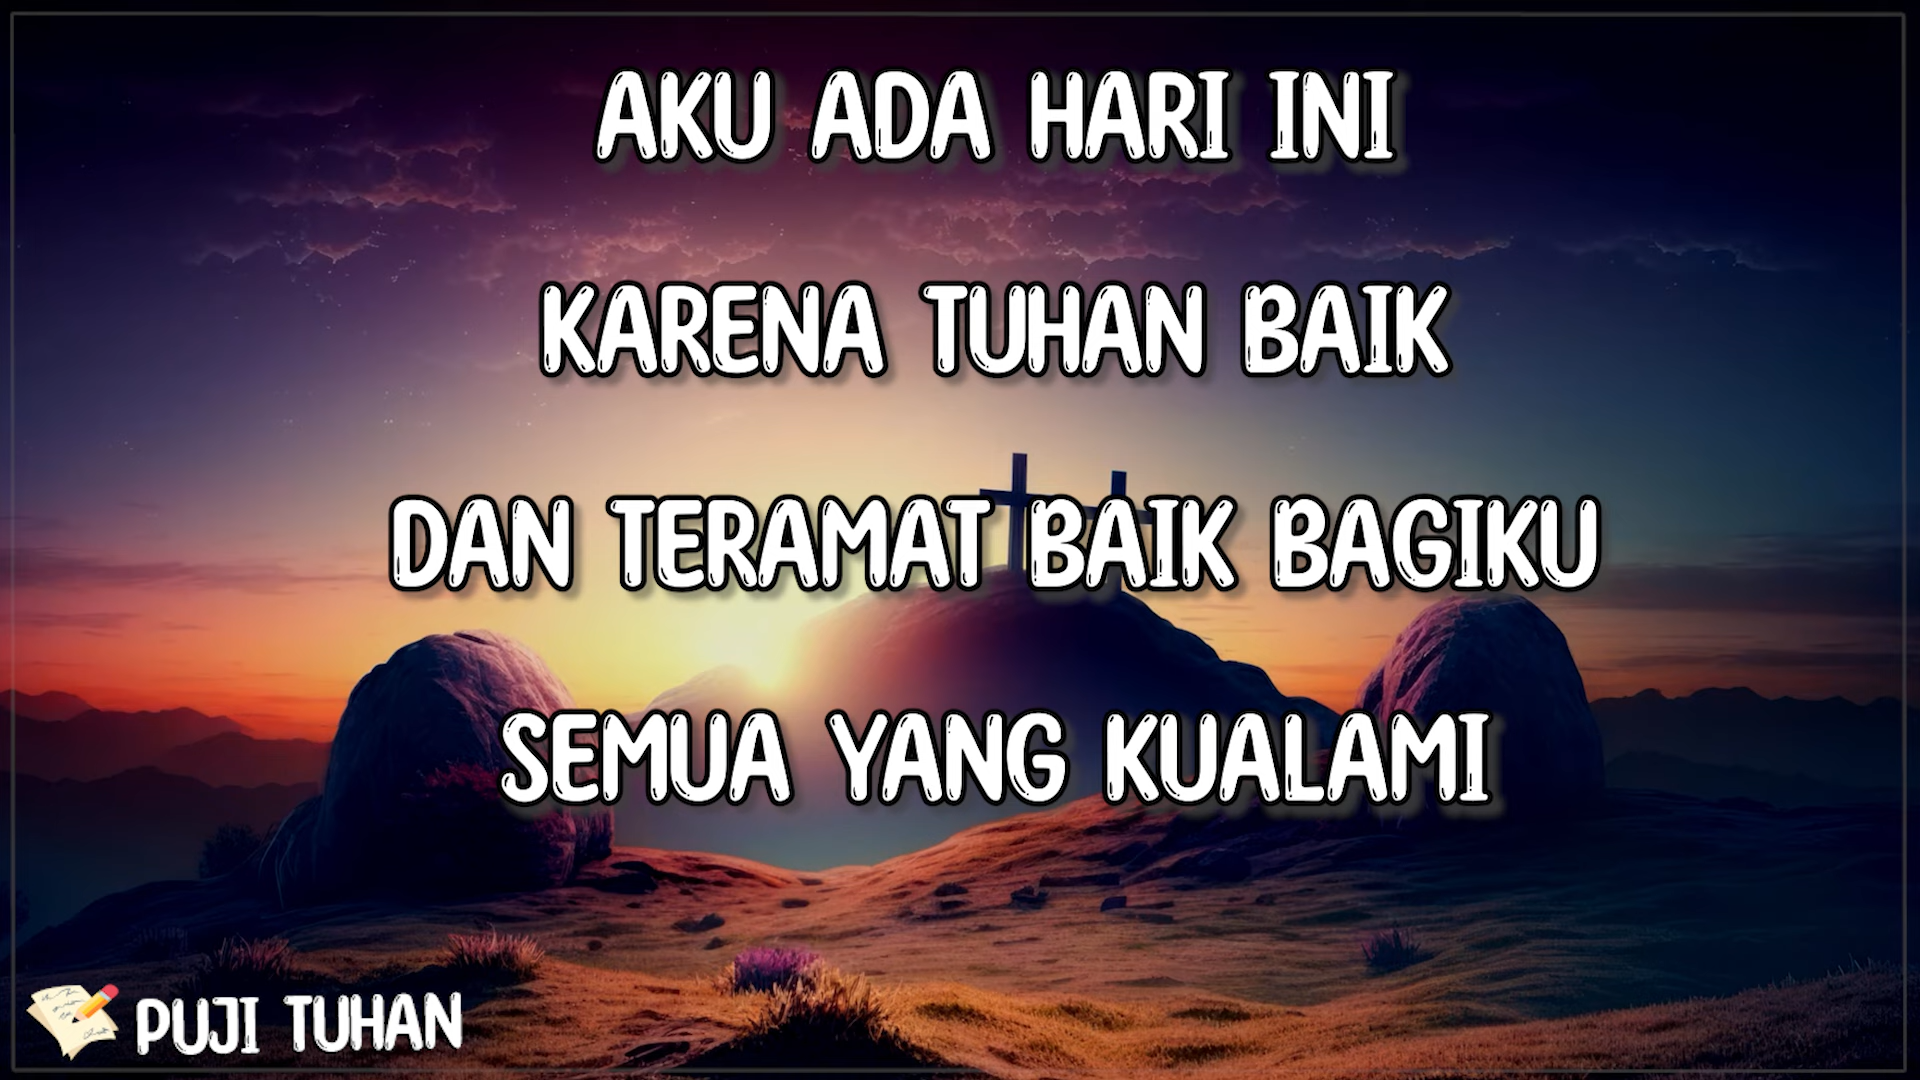 AKU ADA HARI INI
KARENA TUHAN BAIK
DAN TERAMAT BAIK BAGIKU
SEMUA YANG KUALAMI
PUJI TUHAN